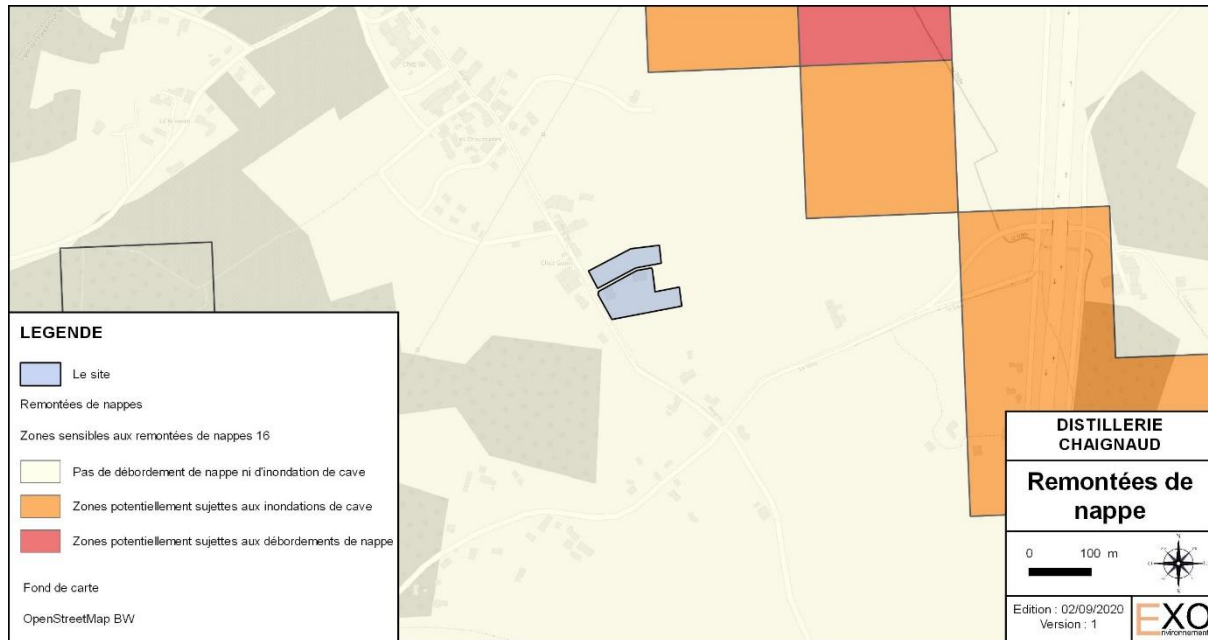 LEGENDE
Le site
Remontées de nappes
Zones sensibles aux remontées de nappes 16
Pas de débordement de nappe ni d'inondation de cave
Zones potentiellement sujettes aux inondations de cave
Zones potentiellement sujettes aux débordements de nappe
Fond de carte
OpenStreetMap BW
DISTILLERIE
CHAIGNAUD
Remontées de
nappe
0 100 m
N
Edition : 02/09/2020
Version : 1
EXO
nvironnement